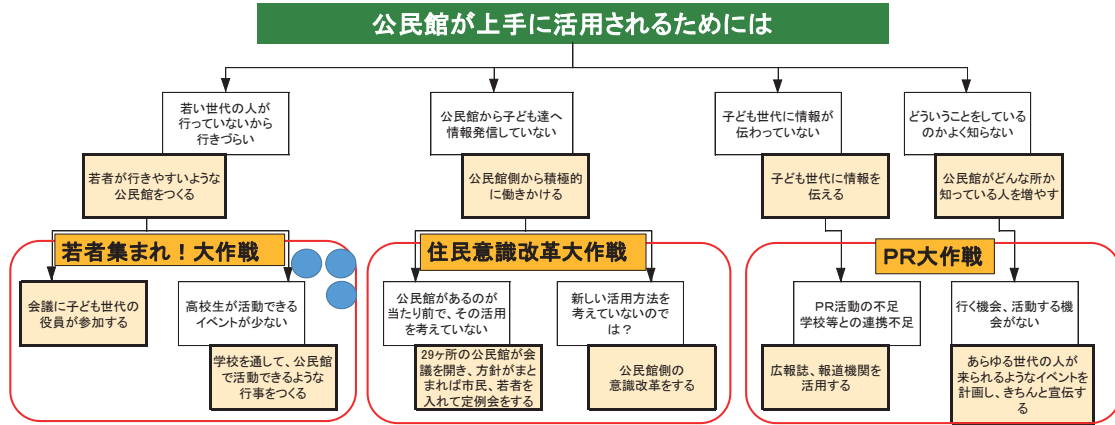 公民館が上手に活用されるためには
若い世代の人が
行っていないから
行きづらい
若者が行きやすいような
公民館をつくる
公民館から子ども達へ
情報発信していない
公民館側から積極的
に働きかける
子ども世代に情報が
伝わっていない
子ども世代に情報を
伝える
どういうことをしている
のかよく知らない
公民館がどんな所か
知っている人を増やす
若者集まれ！大作戦
会議に子ども世代の
役員が参加する
高校生が活動できる
イベントが少ない
学校を通して、公民館
で活動できるような
行事をつくる
住民意識改革大作戦
公民館があるのが
当たり前で、その活用
を考えていない
29ヶ所の公民館が会
議を開き、方針がまと
まれば市民、若者を
入れて定例会をする
新しい活用方法を
考えていないので
は？
公民館側の
意識改革をする
PR大作戦
PR活動の不足
学校等との連携不足
広報誌、報道機関を
活用する
行く機会、活動する機
会がない
あらゆる世代の人が
来られるようなイベントを
計画し、きちんと宣伝す
る